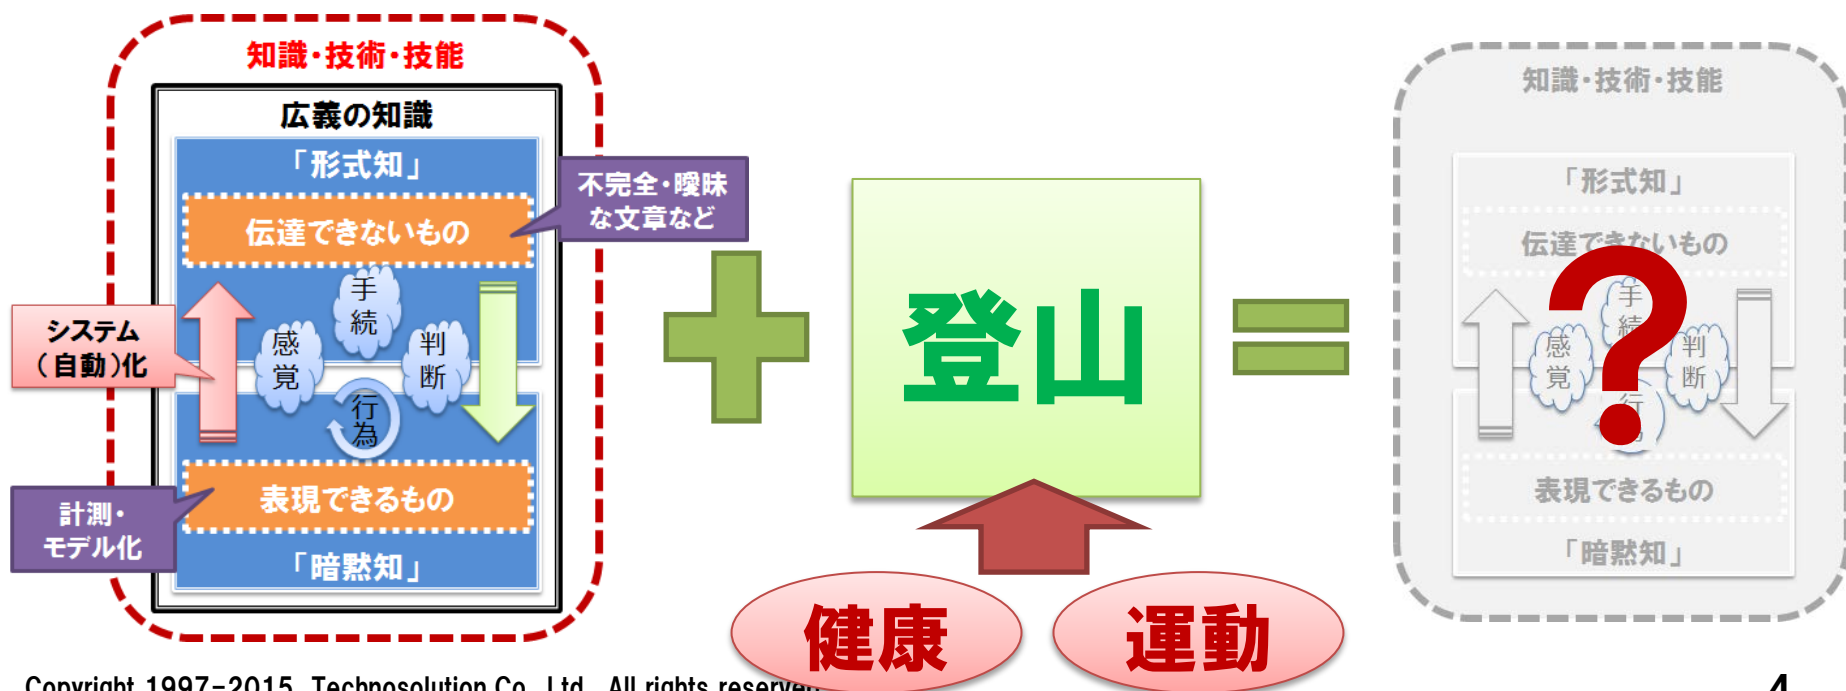 知識・技術・技能
広義の知識
「形式知」
伝達できないもの
不完全・曖昧
な文章など
手
続
感
覚
判
断
行
為
システム
（自動）化
表現できるもの
計測・
モデル化
「暗黙知」
登山
健康
運動
知識・技術・技能
「形式知」
伝達できないもの
手
続
感
覚
判
断
行
?
表現できるもの
「暗黙知」
Copyright 1997-2015 Technosolution Co., Ltd. All rights reserved
4